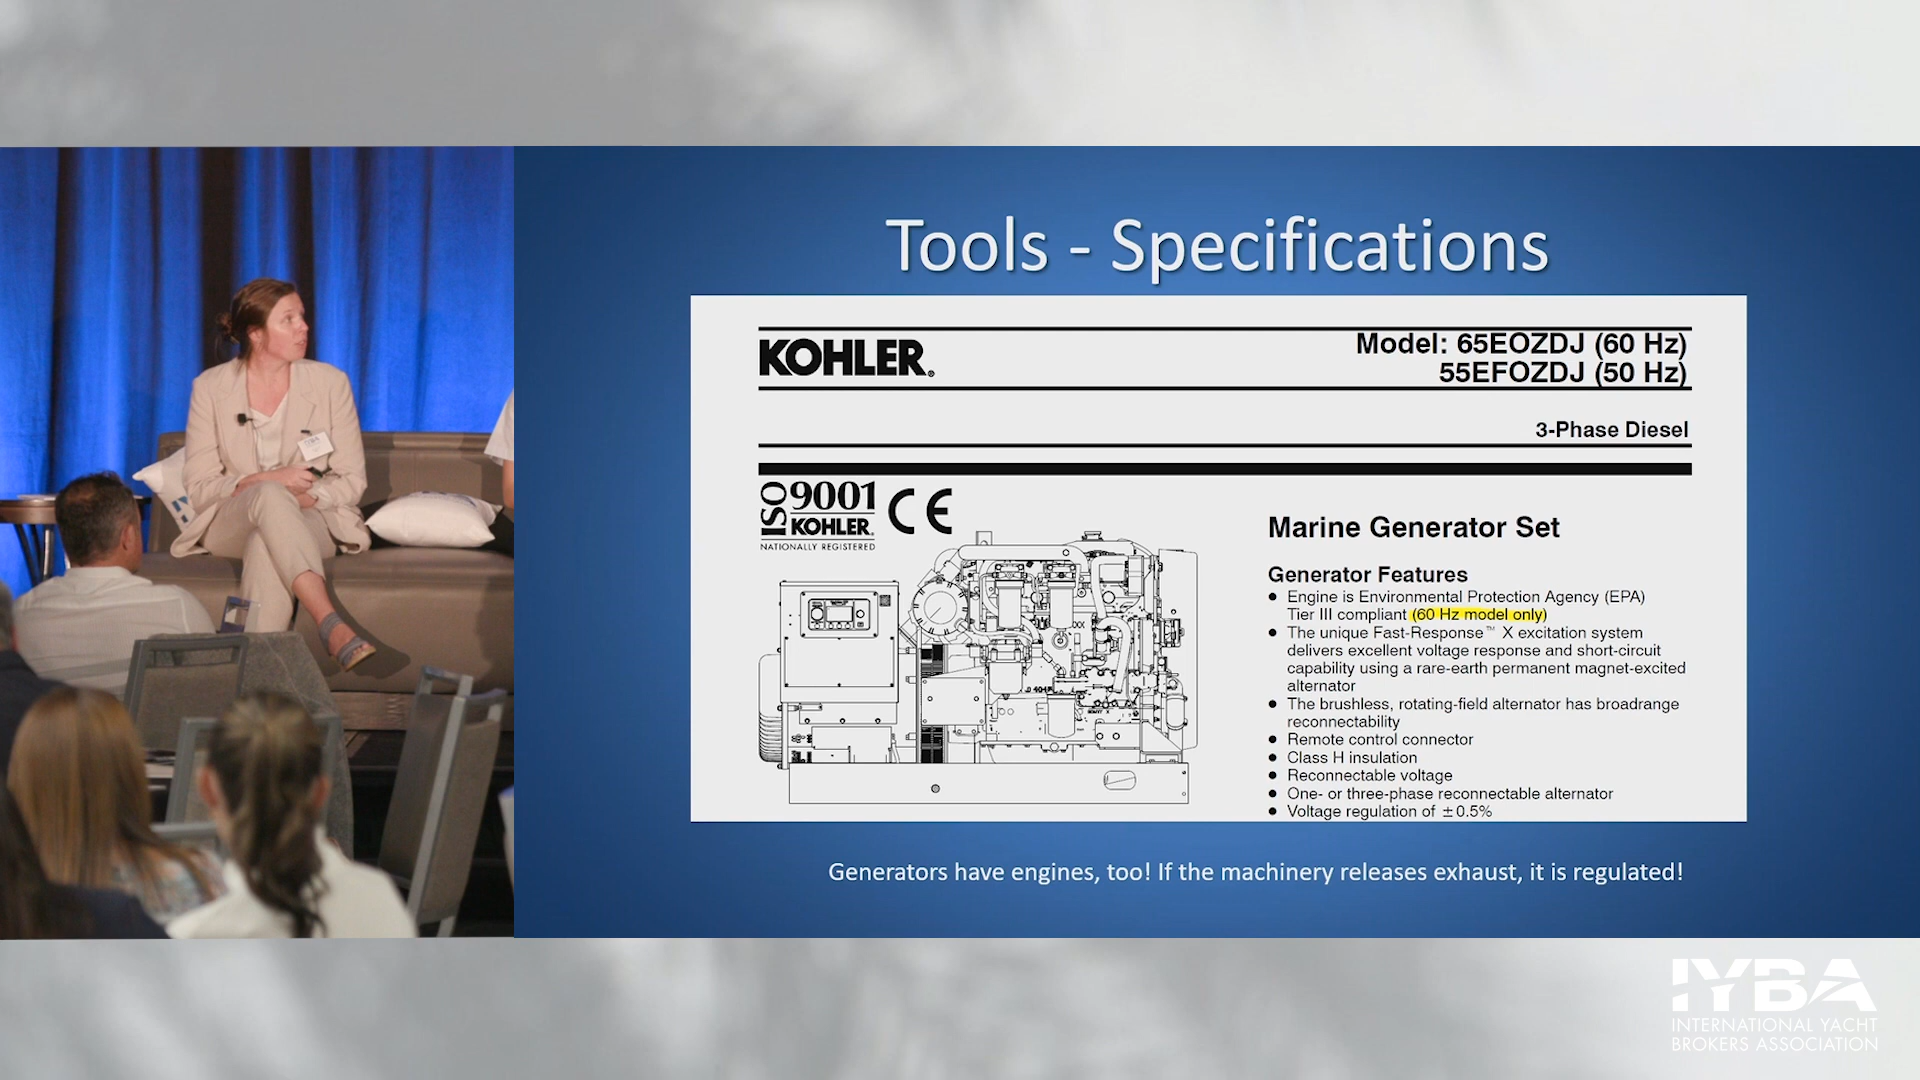 Tools - Specifications
KOHLER®
Model: 65EOZDJ (60 Hz)
55EFOZDJ (50 Hz)
3-Phase Diesel
ISO 9001
KOHLER®
NATIONALLY REGISTERED
CE
Marine Generator Set
Generator Features
● Engine is Environmental Protection Agency (EPA)
Tier III compliant (60 Hz model only)
● The unique Fast-Response™ X excitation system
delivers excellent voltage response and short-circuit
capability using a rare-earth permanent magnet-excited
alternator
● The brushless, rotating-field alternator has broadrange
reconnectability
● Remote control connector
● Class H insulation
● Reconnectable voltage
● One- or three-phase reconnectable alternator
● Voltage regulation of ±0.5%
Generators have engines, too! If the machinery releases exhaust, it is regulated!
IYBA
INTERNATIONAL YACHT
BROKERS ASSOCIATION